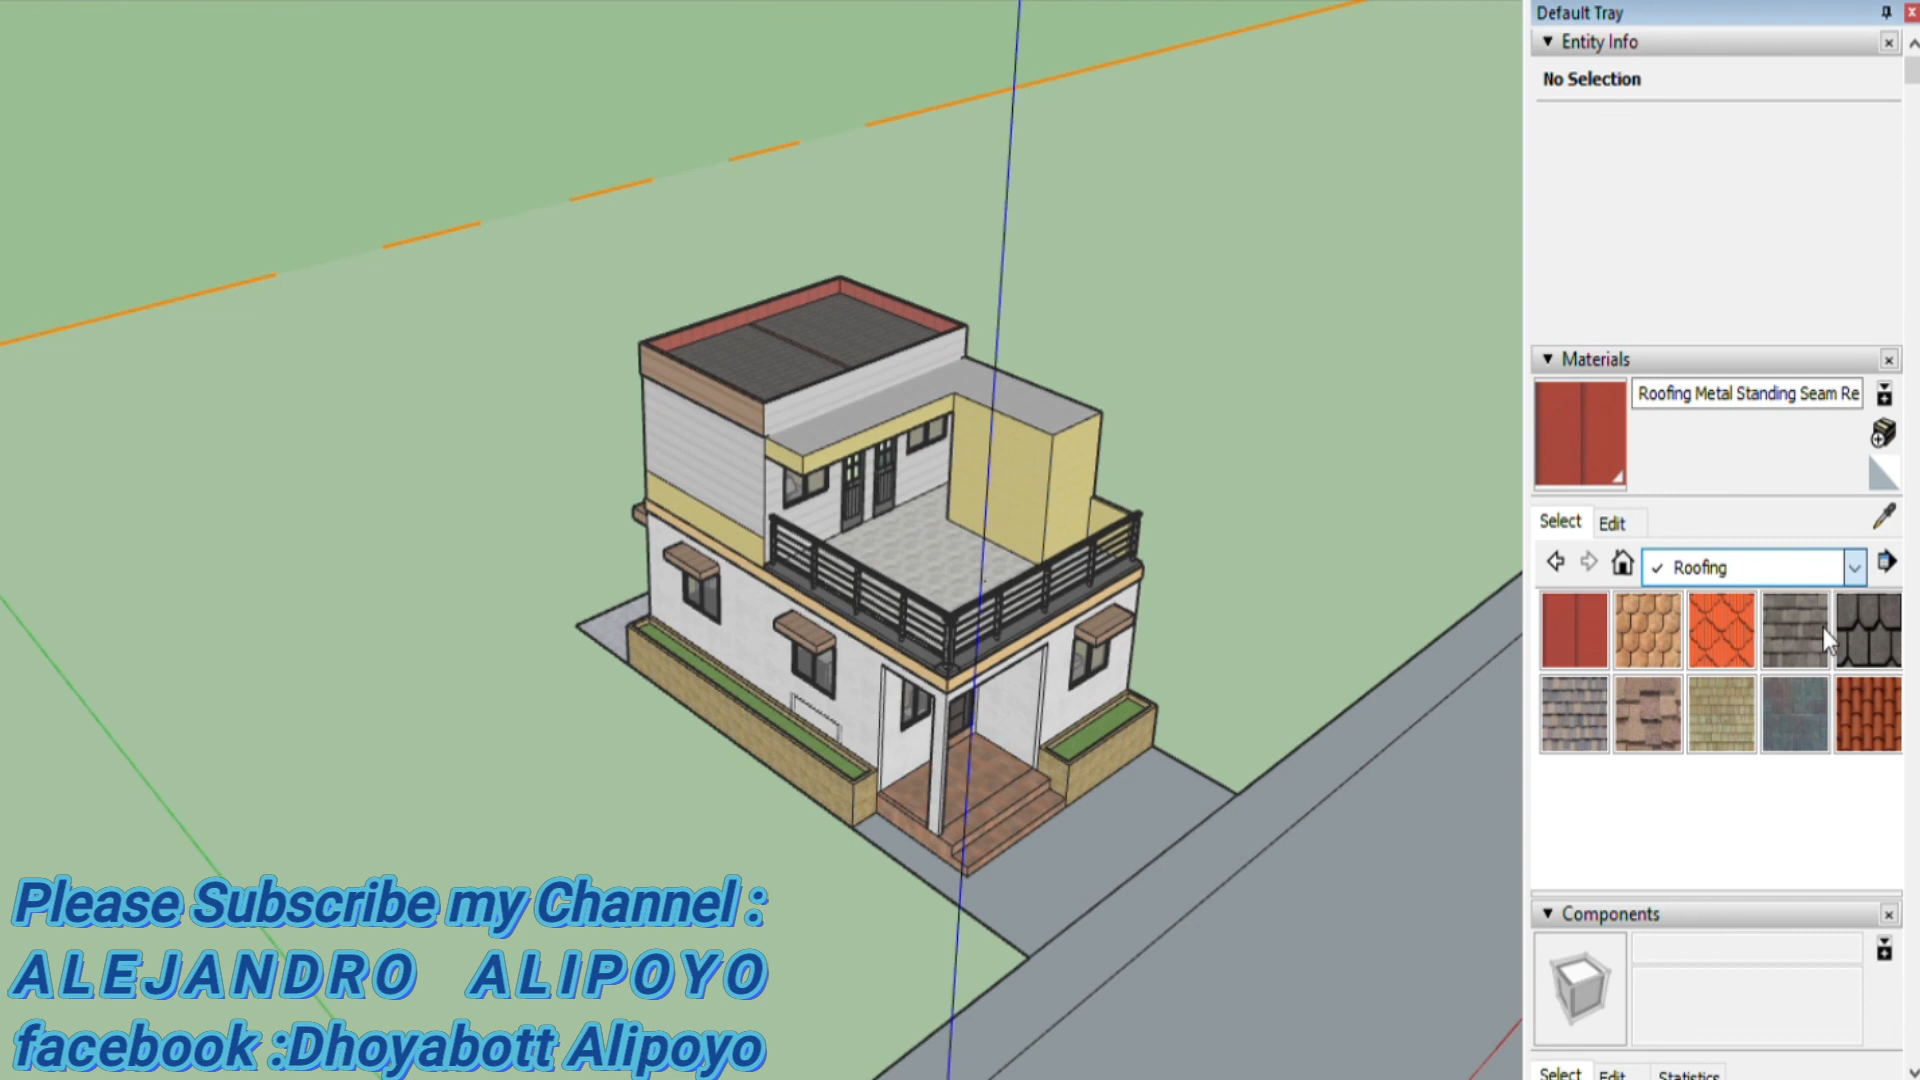 Default Tray
Entity Info
No Selection
Materials
Roofing Metal Standing Seam Re
Select Edit
Roofing
Components
Select Edit Statistics
Please Subscribe my Channel :
ALEJANDRO ALIPOYO
facebook :Dhoyabott Alipoyo